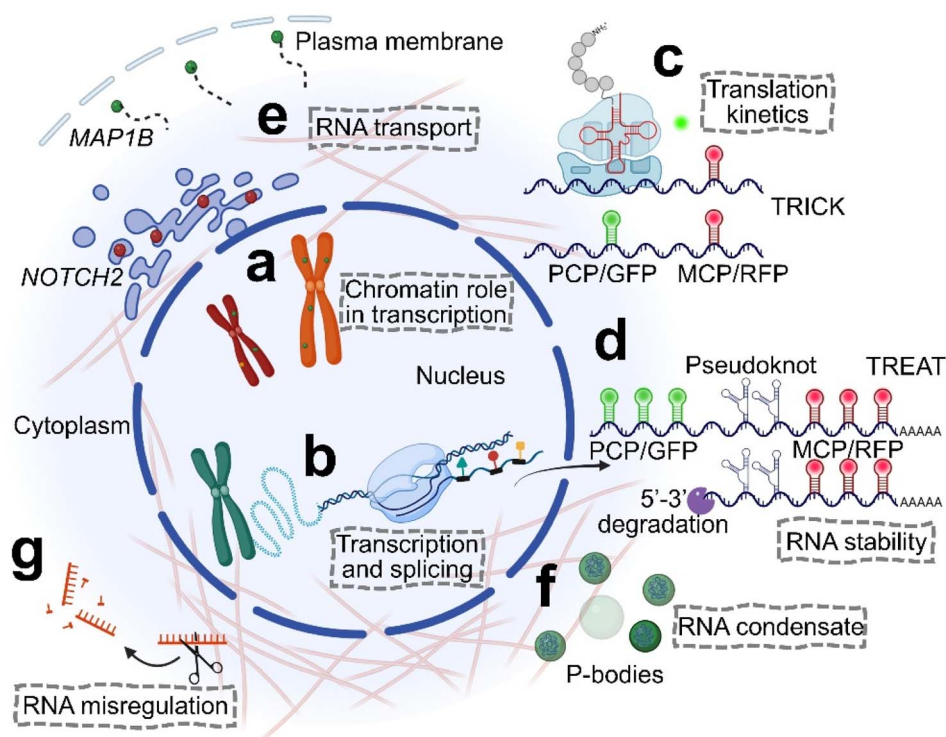 Plasma membrane
MAP1B
e
RNA transport
NOTCH2
a
Chromatin role
in transcription
Nucleus
Cytoplasm
b
Transcription
and splicing
NH₂⁺
c
Translation
kinetics
TRICK
PCP/GFP
MCP/RFP
d
Pseudoknot
TREAT
AAAAA
PCP/GFP
MCP/RFP
5'-3'
degradation
AAAAA
RNA stability
f
RNA condensate
P-bodies
g
RNA misregulation